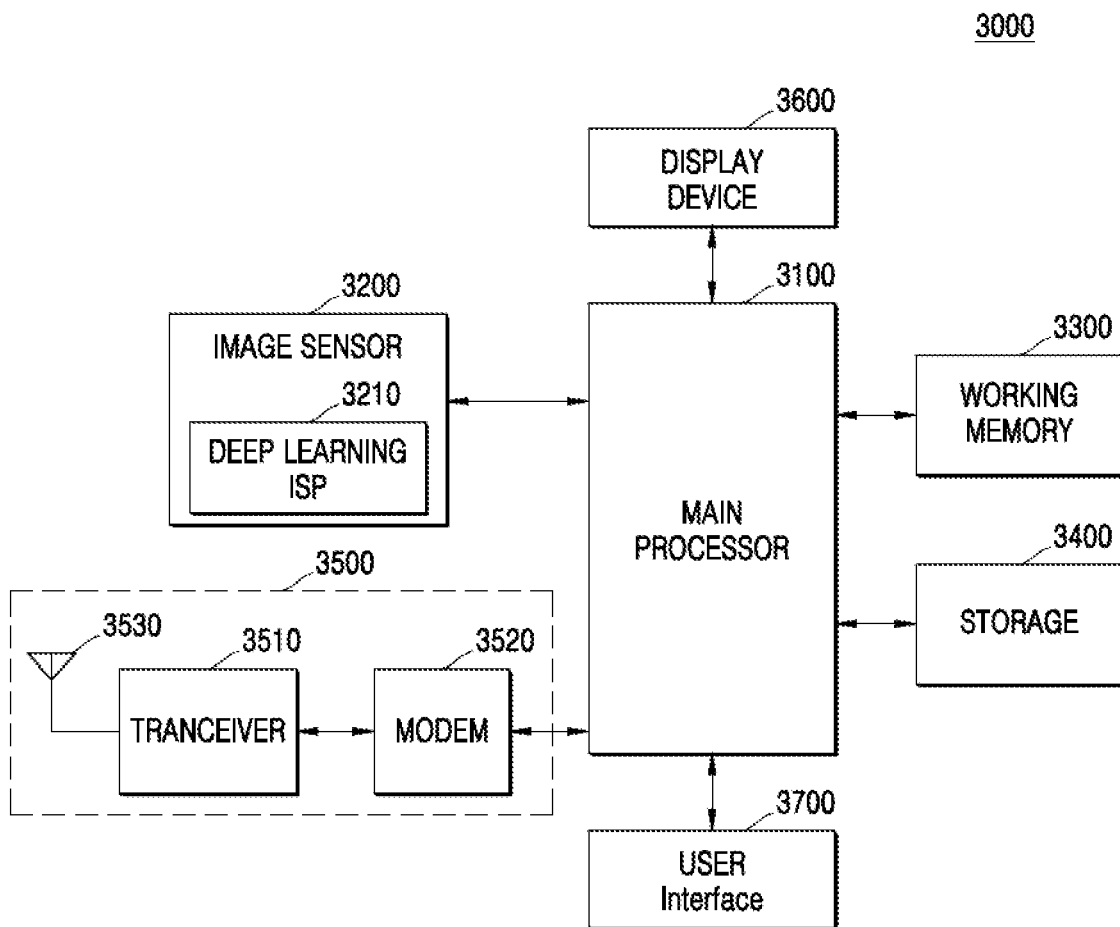 3000
3600
DISPLAY
DEVICE
3200
IMAGE SENSOR
3210
DEEP LEARNING
ISP
3100
MAIN
PROCESSOR
3300
WORKING
MEMORY
3400
STORAGE
3500
3530
3510
TRANCEIVER
3520
MODEM
3700
USER
Interface